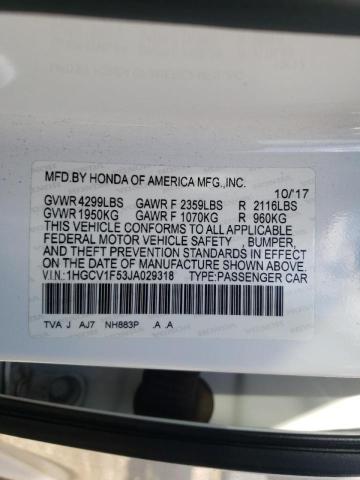 MFD.BY HONDA OF AMERICA MFG.,INC.
10/'17
GVWR 4299LBS GAWR F 2359LBS R 2116LBS
GVWR 1950KG GAWR F 1070KG R 960KG
THIS VEHICLE CONFORMS TO ALL APPLICABLE
FEDERAL MOTOR VEHICLE SAFETY , BUMPER,
AND THEFT PREVENTION STANDARDS IN EFFECT
ON THE DATE OF MANUFACTURE SHOWN ABOVE.
V.I.N.:1HGCV1F53JA029318 TYPE:PASSENGER CAR
TVA J AJ7 NH883P .A .A